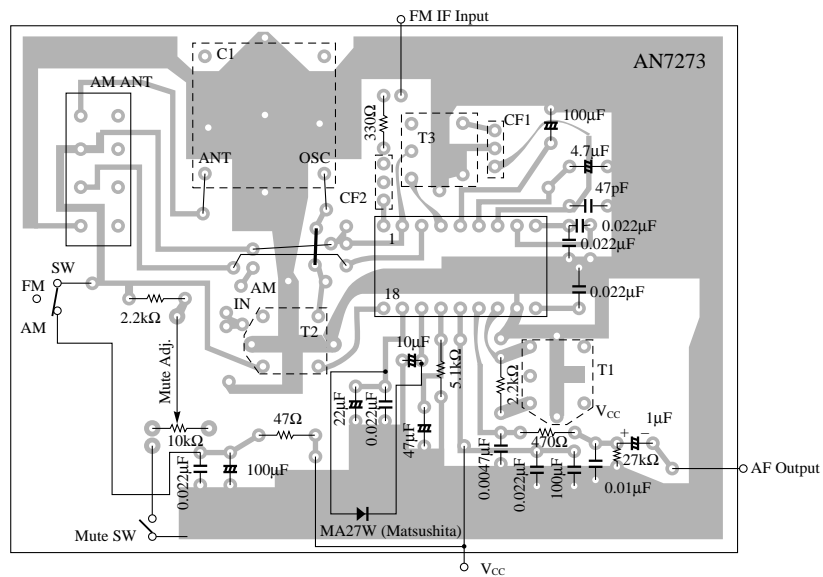 FM IF Input
AN7273
C1
AM ANT
ANT
OSC
330Ω
T3
CF1
CF2
100μF
4.7μF
47pF
0.022μF
0.022μF
0.022μF
1
18
SW
FM
AM
AM
IN
T2
2.2kΩ
Mute Adj.
10kΩ
0.022μF
100μF
47Ω
22μF
0.022μF
10μF
47μF
5.1kΩ
2.2kΩ
T1
VCC
470Ω
0.0047μF
0.022μF
100μF
0.01μF
27kΩ
1μF
+ −
AF Output
Mute SW
MA27W (Matsushita)
VCC